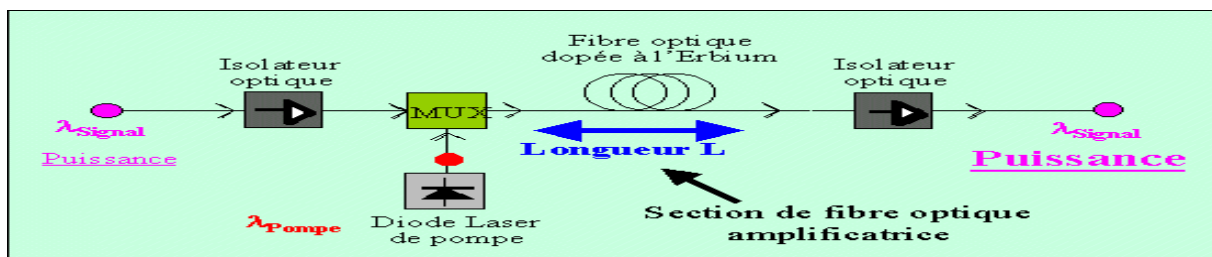 Isolateur
optique
Fibre optique
dopée à l'Erbium
Isolateur
optique
λSignal
Puissance
MUX
Longueur L
λSignal
Puissance
λPompe
Diode Laser
de pompe
Section de fibre optique
amplificatrice